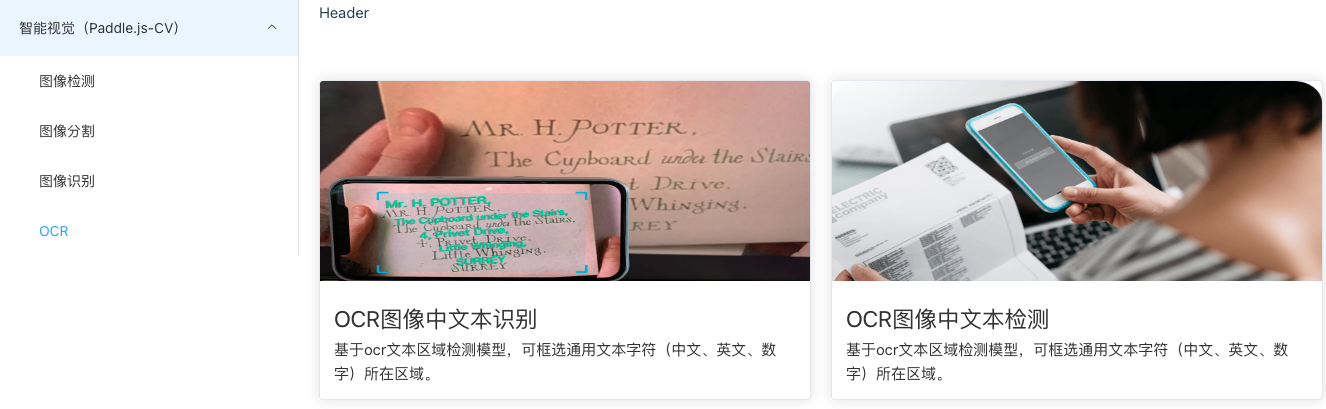 智能视觉（Paddle.js-CV）
图像检测
图像分割
图像识别
OCR
Header
MR. H. POTTER,
The Cupboard under the Stairs
Drive.
Whinging.
REY
Mr. H. POTTER,
MR. H. POTTER,
The Cupboard under the Stairs,
The Cupboard under the Stairs.
4, Privet Drive,
4. Privet Drive.
Little Whinging,
Little Whinging.
SURREY
SURREY
ELECTRIC
company
OCR图像中文本识别
基于ocr文本区域检测模型，可框选通用文本字符（中文、英文、数
字）所在区域。
OCR图像中文本检测
基于ocr文本区域检测模型，可框选通用文本字符（中文、英文、数
字）所在区域。